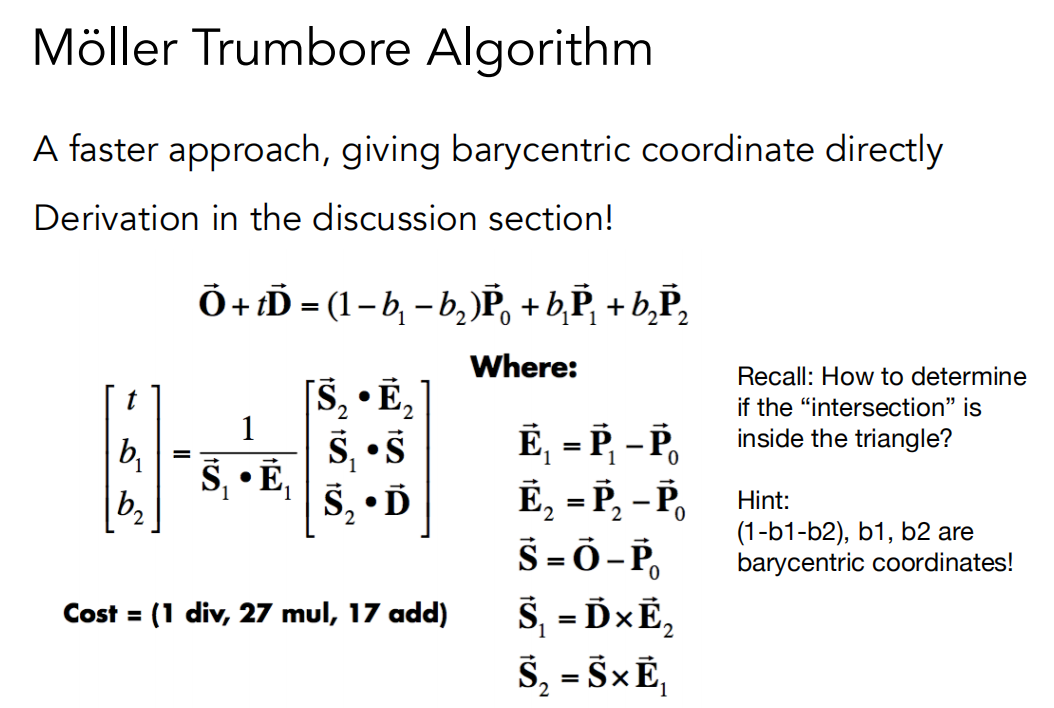 Möller Trumbore Algorithm
A faster approach, giving barycentric coordinate directly
Derivation in the discussion section!
$\vec{\mathbf{O}} + t\vec{\mathbf{D}} = (1 - b_1 - b_2)\vec{\mathbf{P}}_0 + b_1\vec{\mathbf{P}}_1 + b_2\vec{\mathbf{P}}_2$
$\begin{bmatrix} t \\ b_1 \\ b_2 \end{bmatrix} = \frac{1}{\vec{\mathbf{S}}_1 \bullet \vec{\mathbf{E}}_1} \begin{bmatrix} \vec{\mathbf{S}}_2 \bullet \vec{\mathbf{E}}_2 \\ \vec{\mathbf{S}}_1 \bullet \vec{\mathbf{S}} \\ \vec{\mathbf{S}}_2 \bullet \vec{\mathbf{D}} \end{bmatrix}$
Cost = (1 div, 27 mul, 17 add)
Where:
$\vec{\mathbf{E}}_1 = \vec{\mathbf{P}}_1 - \vec{\mathbf{P}}_0$
$\vec{\mathbf{E}}_2 = \vec{\mathbf{P}}_2 - \vec{\mathbf{P}}_0$
$\vec{\mathbf{S}} = \vec{\mathbf{O}} - \vec{\mathbf{P}}_0$
$\vec{\mathbf{S}}_1 = \vec{\mathbf{D}} \times \vec{\mathbf{E}}_2$
$\vec{\mathbf{S}}_2 = \vec{\mathbf{S}} \times \vec{\mathbf{E}}_1$
Recall: How to determine
if the “intersection” is
inside the triangle?
Hint:
(1-b1-b2), b1, b2 are
barycentric coordinates!